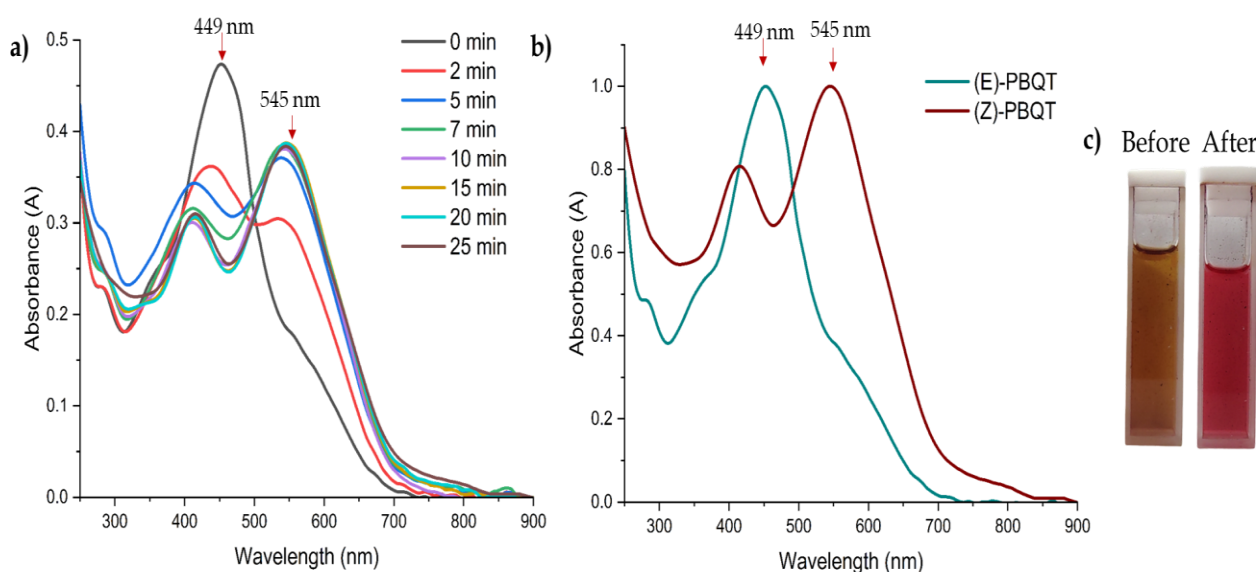 a)
449 nm
545 nm
0 min
2 min
5 min
7 min
10 min
15 min
20 min
25 min
0.5
0.4
0.3
0.2
0.1
0.0
Absorbance (A)
300 400 500 600 700 800 900
Wavelength (nm)
b)
449 nm
545 nm
(E)-PBQT
(Z)-PBQT
1.0
0.8
0.6
0.4
0.2
0.0
Absorbance (A)
300 400 500 600 700 800 900
Wavelength (nm)
c)
Before After